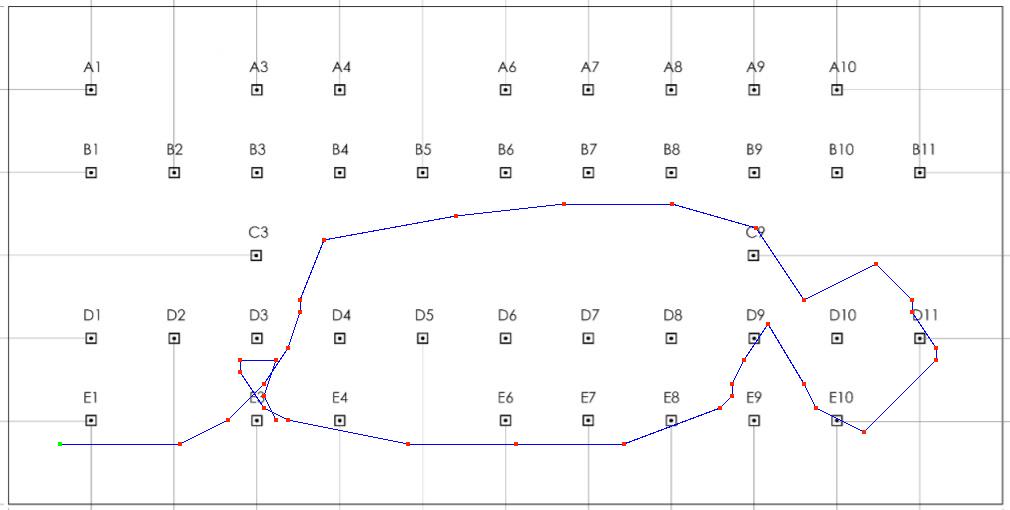 A1 A3 A4 A6 A7 A8 A9 A10
B1 B2 B3 B4 B5 B6 B7 B8 B9 B10 B11
C3 C9
D1 D2 D3 D4 D5 D6 D7 D8 D9 D10 D11
E1 E3 E4 E6 E7 E8 E9 E10